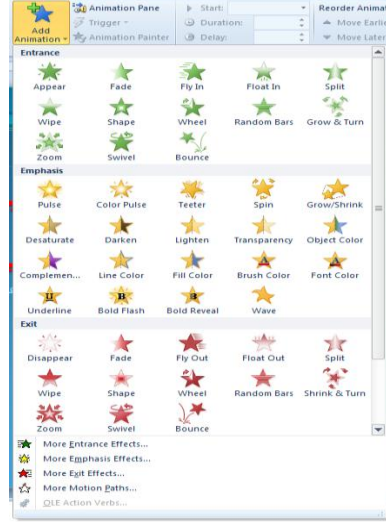 Animation Pane Start: Reorder Animat
Trigger Duration: Move Earlie
Add Animation Animation Painter Delay: Move Later
Entrance
Appear Fade Fly In Float In Split
Wipe Shape Wheel Random Bars Grow & Turn
Zoom Swivel Bounce
Emphasis
Pulse Color Pulse Teeter Spin Grow/Shrink
Desaturate Darken Lighten Transparency Object Color
Complemen... Line Color Fill Color Brush Color Font Color
Underline Bold Flash Bold Reveal Wave
Exit
Disappear Fade Fly Out Float Out Split
Wipe Shape Wheel Random Bars Shrink & Turn
Zoom Swivel Bounce
More Entrance Effects...
More Emphasis Effects...
More Exit Effects...
More Motion Paths...
OLE Action Verbs...